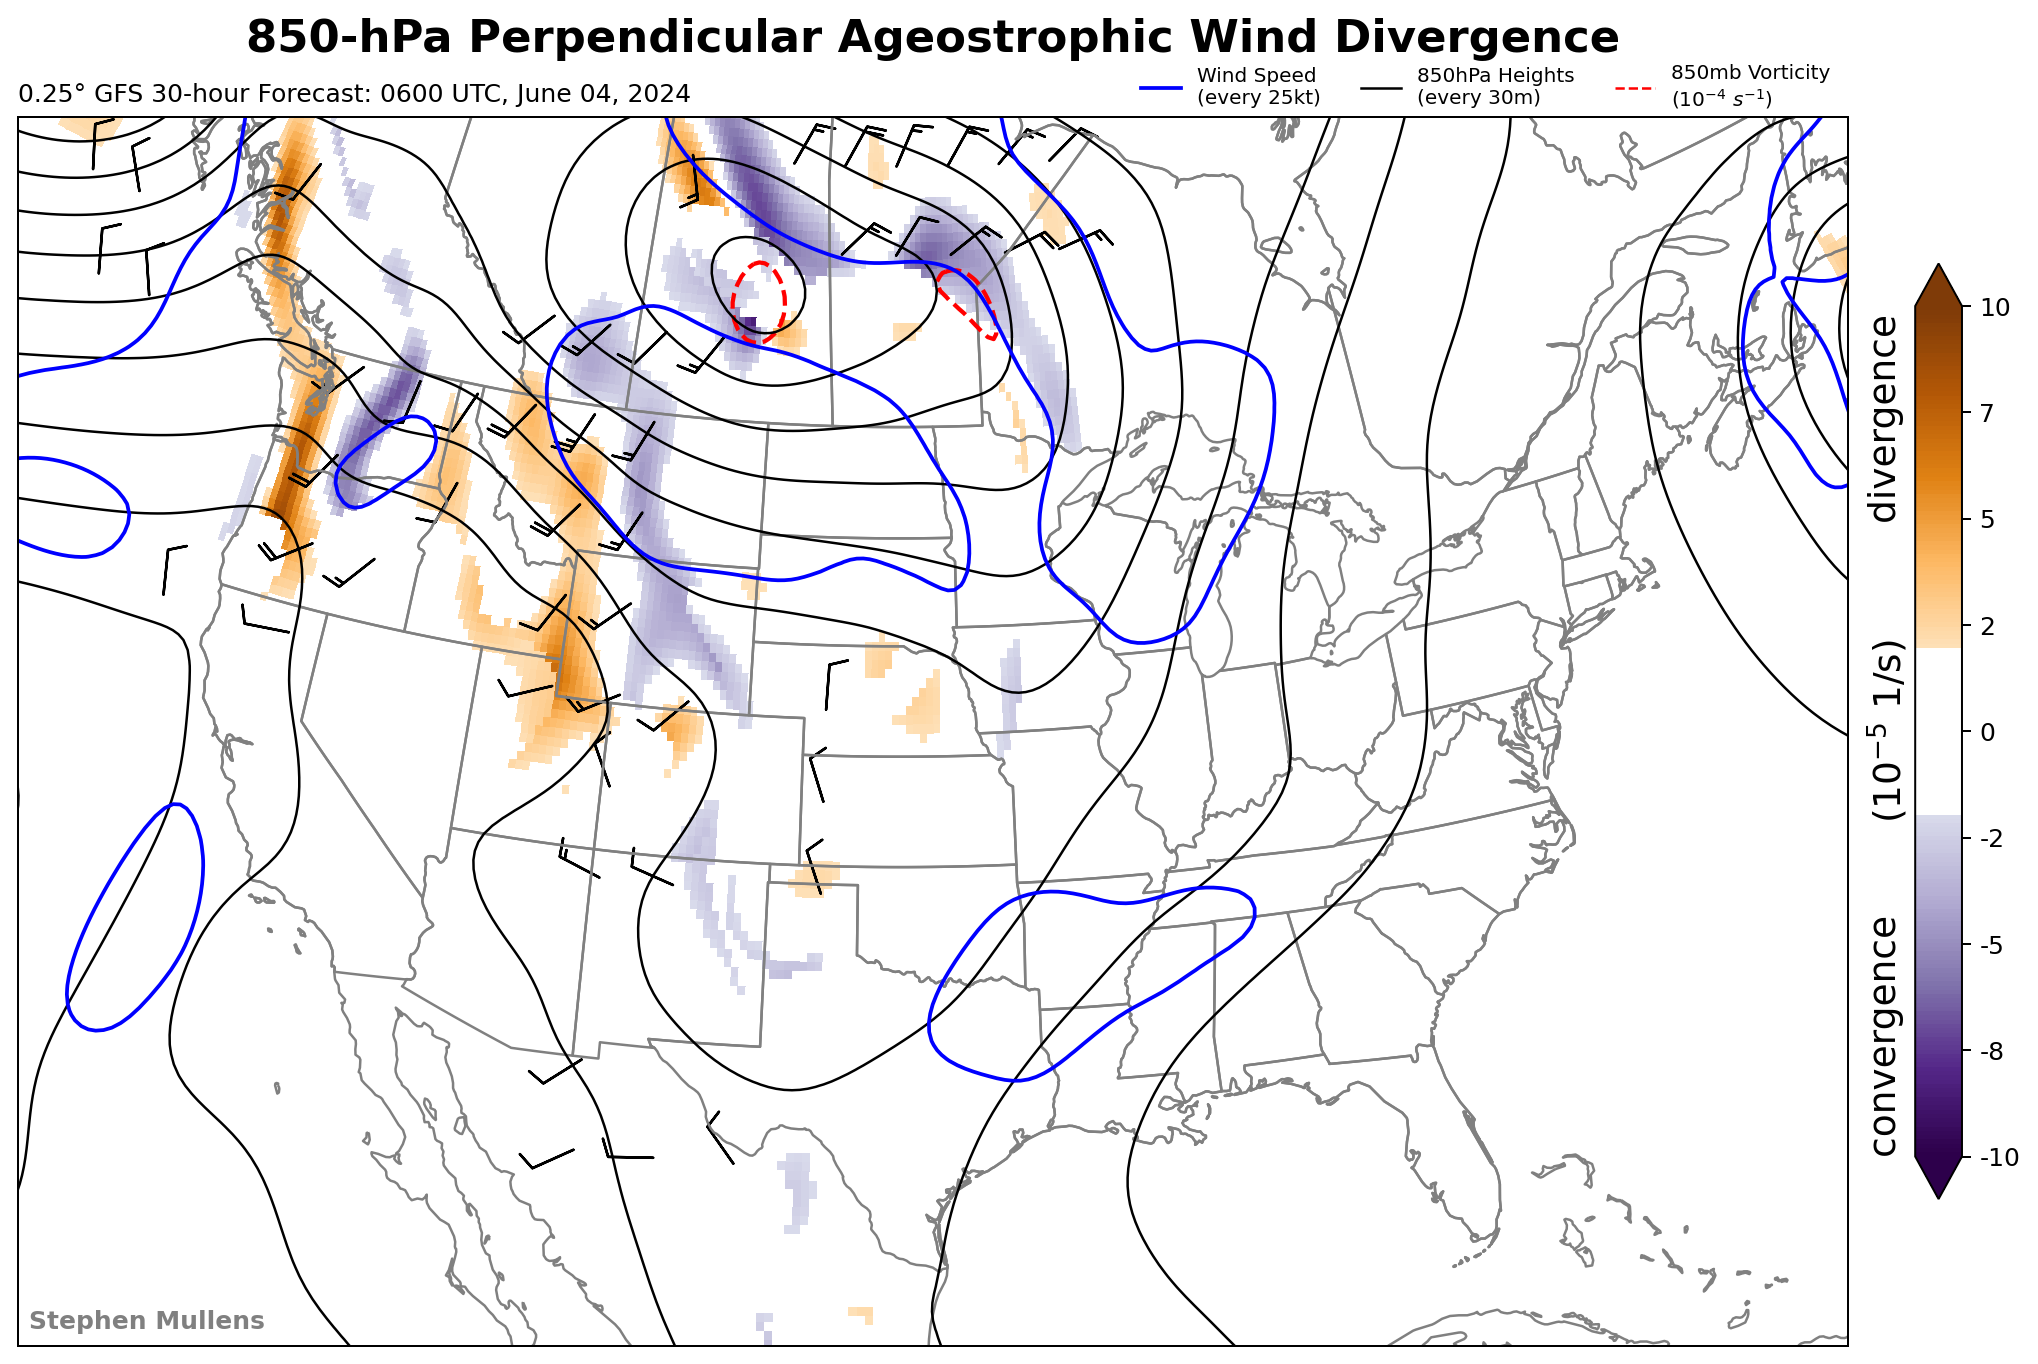 850-hPa Perpendicular Ageostrophic Wind Divergence
0.25° GFS 30-hour Forecast: 0600 UTC, June 04, 2024
Wind Speed
(every 25kt)
850hPa Heights
(every 30m)
850mb Vorticity
(10⁻⁴ s⁻¹)
10
7
5
2
0
-2
-5
-8
-10
convergence (10⁻⁵ 1/s) divergence
Stephen Mullens